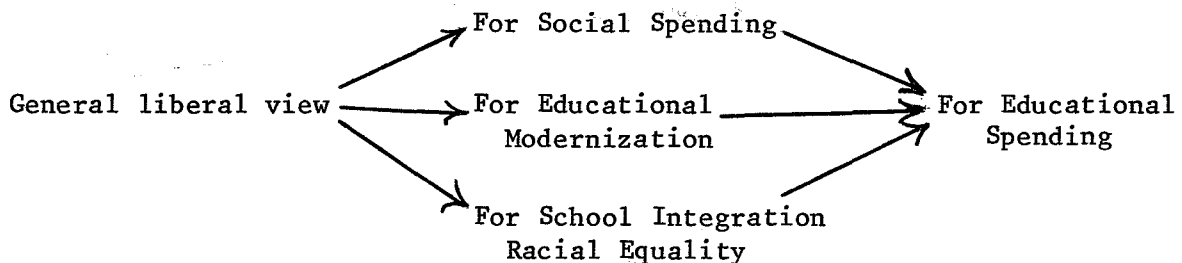 For Social Spending
General liberal view
For Educational
Modernization
For Educational
Spending
For School Integration
Racial Equality